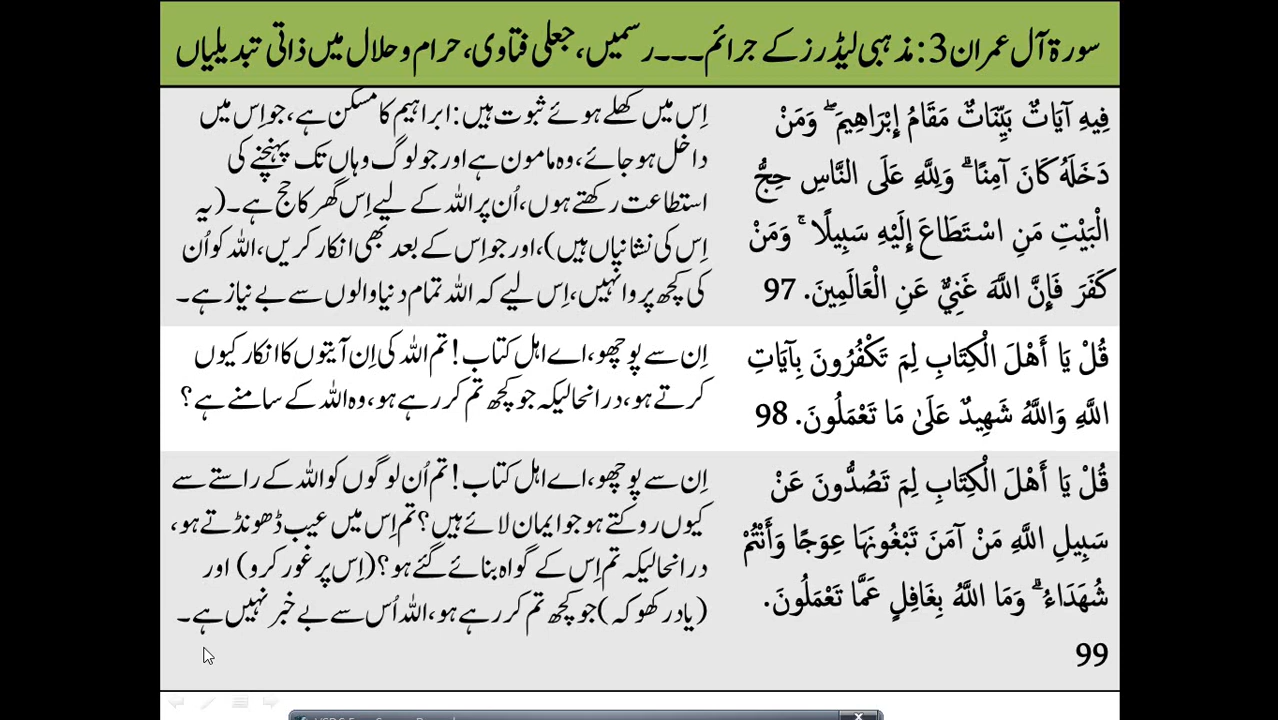 سورۃ آل عمران 3: مذہبی لیڈرز کے جرائم۔۔۔رسمیں، جعلی فتاوی، حرام و حلال میں ذاتی تبدیلیاں
فِيهِ آيَاتٌ بَيِّنَاتٌ مَقَامُ إِبْرَاهِيمَ ۖ وَمَنْ
دَخَلَهُ كَانَ آمِنًا ۗ وَلِلَّهِ عَلَى النَّاسِ حِجُّ
الْبَيْتِ مَنِ اسْتَطَاعَ إِلَيْهِ سَبِيلًا ۚ وَمَنْ
كَفَرَ فَإِنَّ اللَّهَ غَنِيٌّ عَنِ الْعَالَمِينَ. 97
اِس میں کھلے ہوئے ثبوت ہیں: ابراہیم کا مسکن ہے، جو اِس میں
داخل ہو جائے، وہ مامون ہے اور جو لوگ وہاں تک پہنچنے کی
استطاعت رکھتے ہوں، اُن پر اللہ کے لیے اِس گھر کا حج ہے۔ (یہ
اِس کی نشانیاں ہیں)، اور جو اِس کے بعد بھی انکار کریں، اللہ کو اُن
کی کچھ پروا نہیں، اِس لیے کہ اللہ تمام دنیا والوں سے بے نیاز ہے۔
قُلْ يَا أَهْلَ الْكِتَابِ لِمَ تَكْفُرُونَ بِآيَاتِ
اللَّهِ وَاللَّهُ شَهِيدٌ عَلَىٰ مَا تَعْمَلُونَ. 98
اِن سے پوچھو، اے اہل کتاب! تم اللہ کی اِن آیتوں کا انکار کیوں
کرتے ہو، درانحالیکہ جو کچھ تم کر رہے ہو، وہ اللہ کے سامنے ہے؟
قُلْ يَا أَهْلَ الْكِتَابِ لِمَ تَصُدُّونَ عَنْ
سَبِيلِ اللَّهِ مَنْ آمَنَ تَبْغُونَهَا عِوَجًا وَأَنْتُمْ
شُهَدَاءُ ۗ وَمَا اللَّهُ بِغَافِلٍ عَمَّا تَعْمَلُونَ.
99
اِن سے پوچھو، اے اہل کتاب! تم اُن لوگوں کو اللہ کے راستے سے
کیوں روکتے ہو جو ایمان لائے ہیں؟ تم اِس میں عیب ڈھونڈتے ہو،
درانحالیکہ تم اِس کے گواہ بنائے گئے ہو؟ (اِس پر غور کرو) اور
(یاد رکھو کہ) جو کچھ تم کر رہے ہو، اللہ اُس سے بے خبر نہیں ہے۔